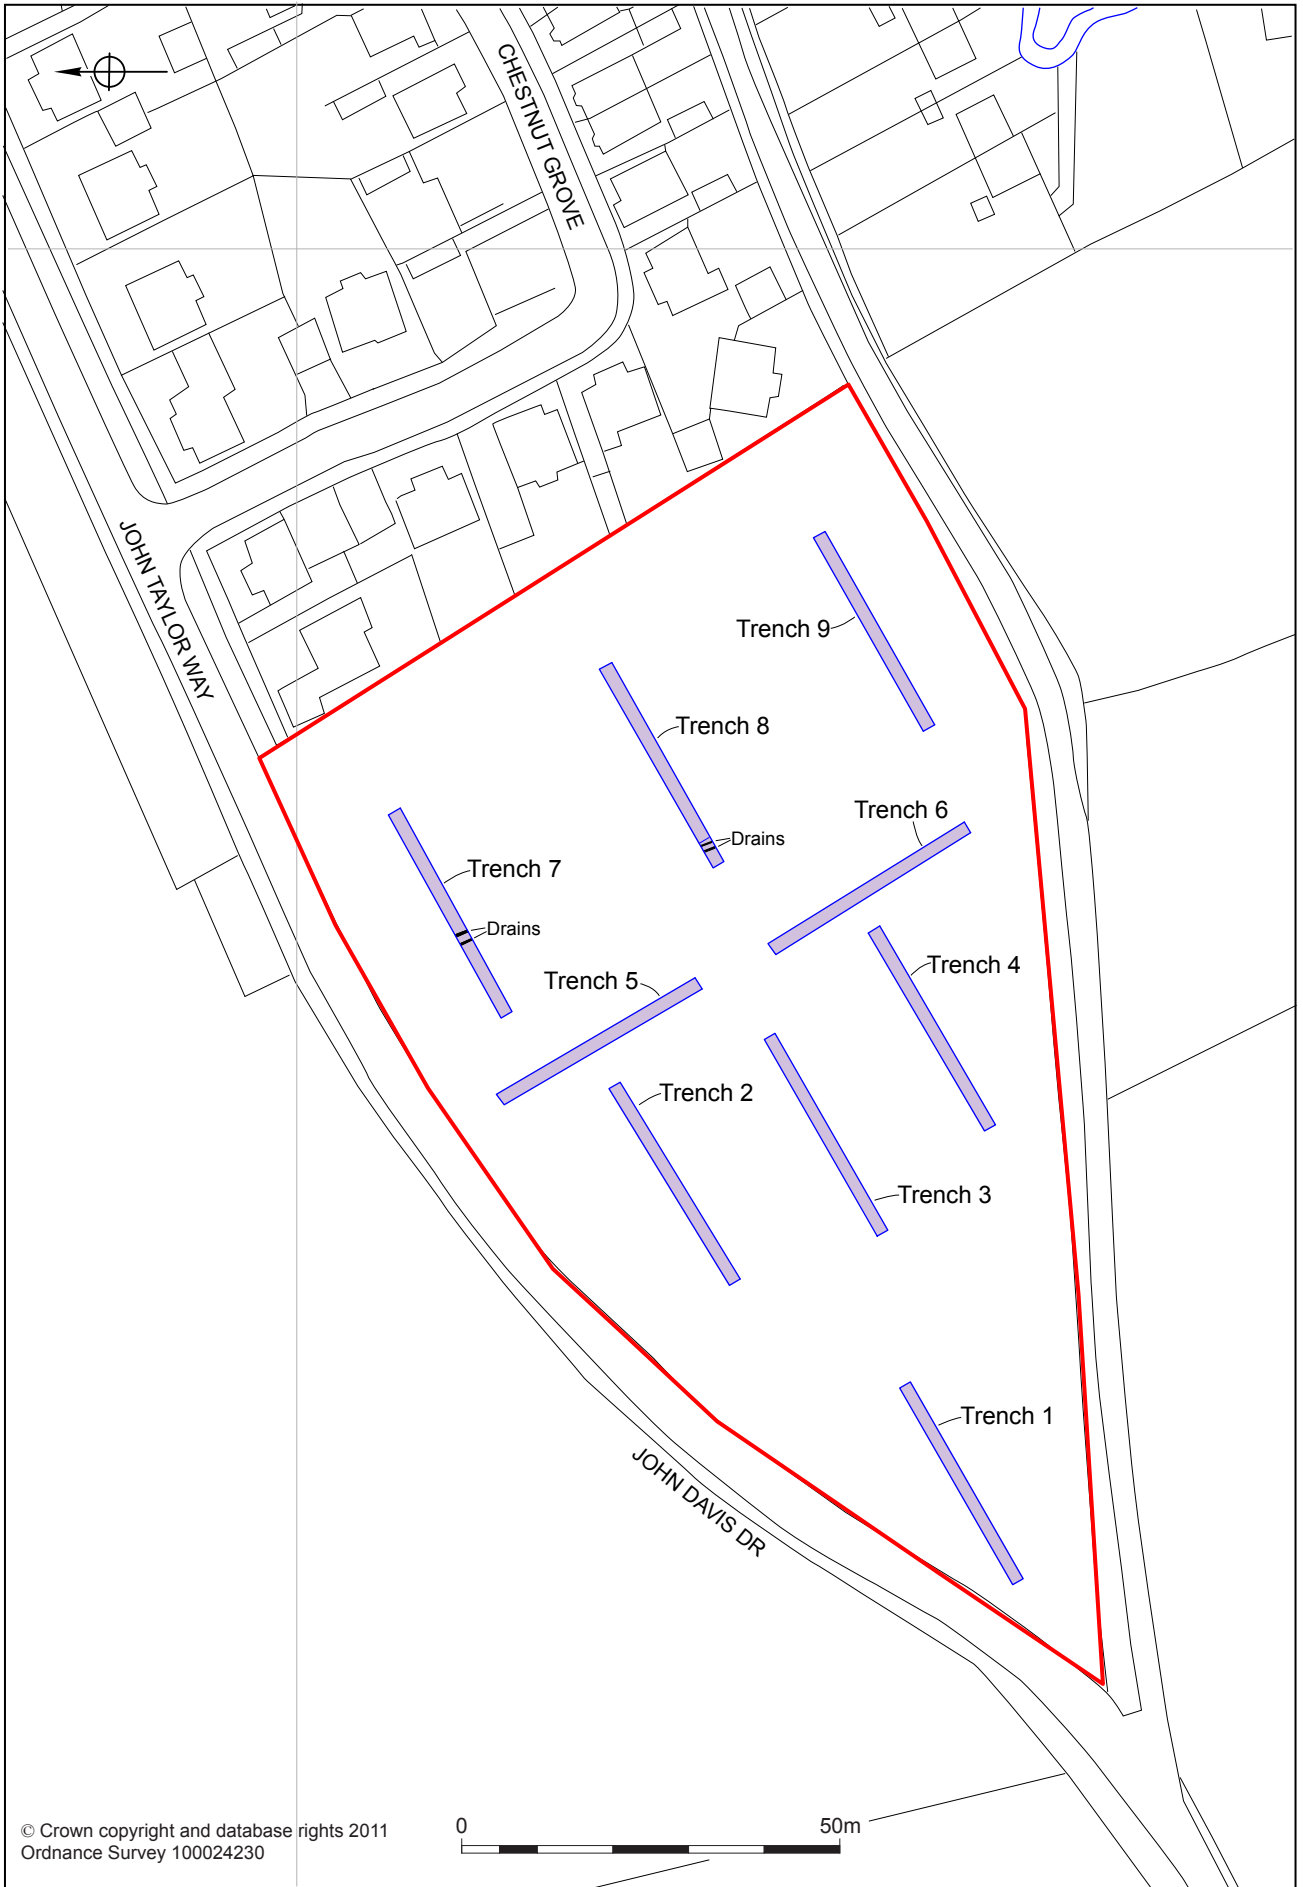 CHESTNUT GROVE
JOHN TAYLOR WAY
Trench 9
Trench 8
Trench 6
Drains
Trench 7
Drains
Trench 4
Trench 5
Trench 2
Trench 3
Trench 1
JOHN DAVIS DR
0
50m
© Crown copyright and database rights 2011
Ordnance Survey 100024230